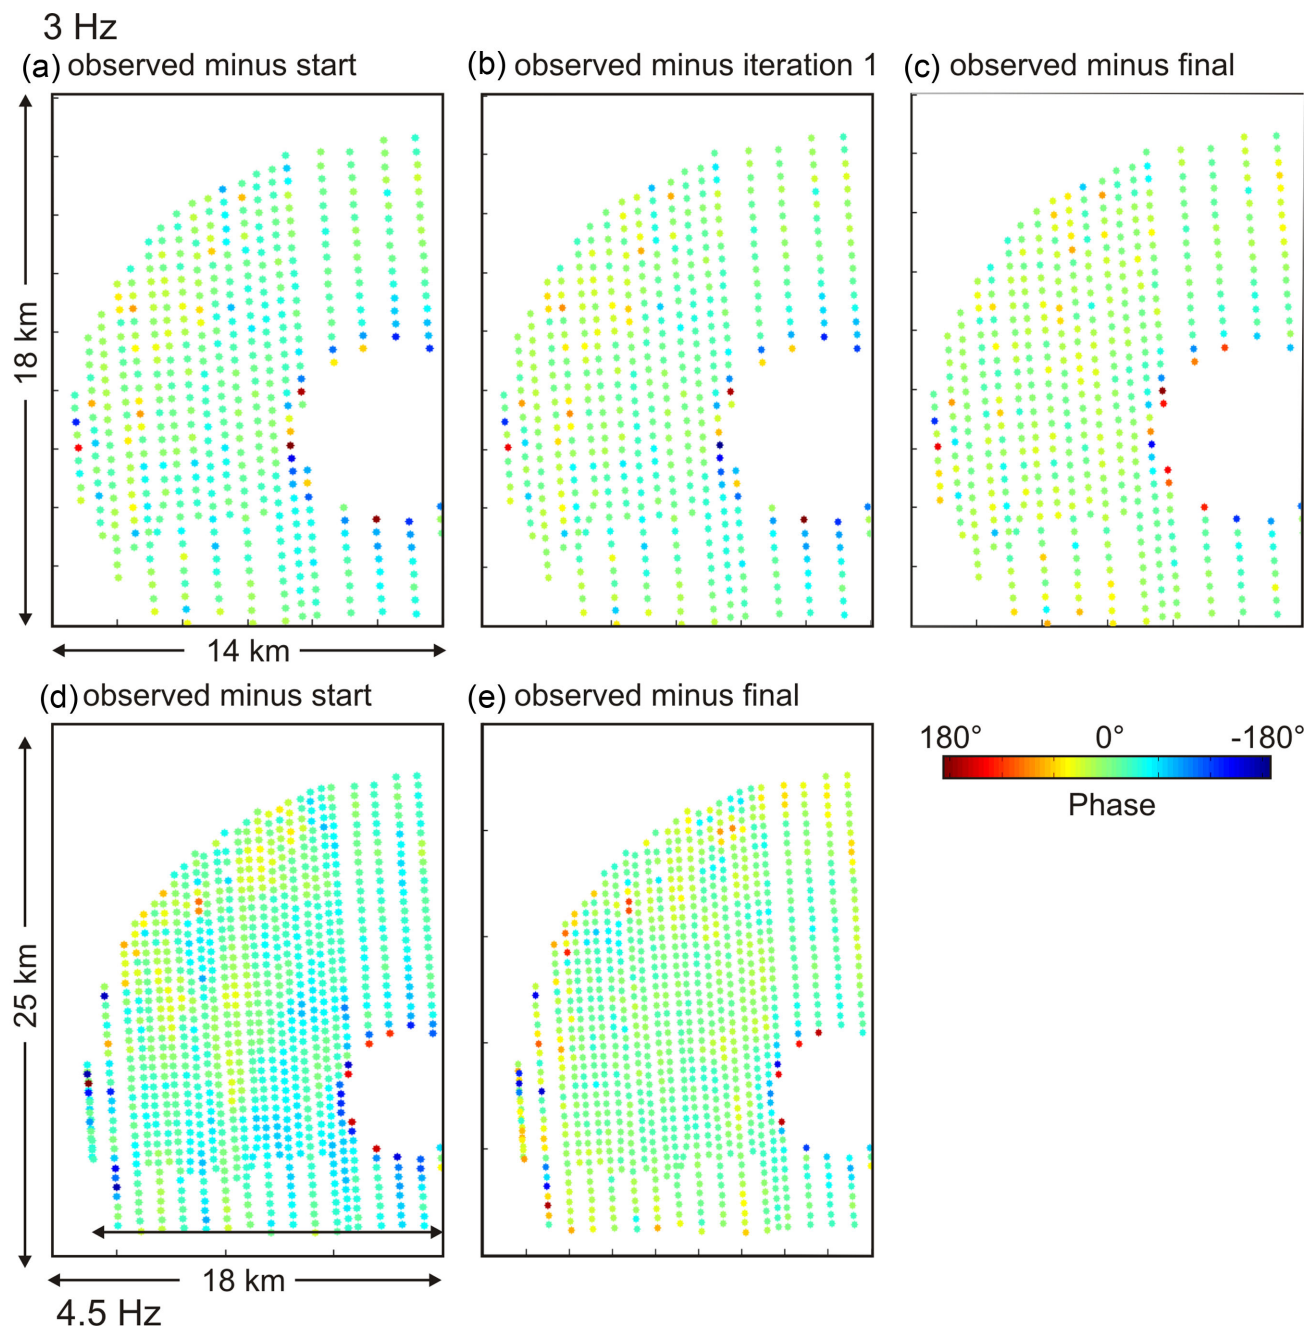 3 Hz
(a) observed minus start
(b) observed minus iteration 1
(c) observed minus final
18 km
14 km
(d) observed minus start
(e) observed minus final
180° 0° -180°
Phase
25 km
18 km
4.5 Hz